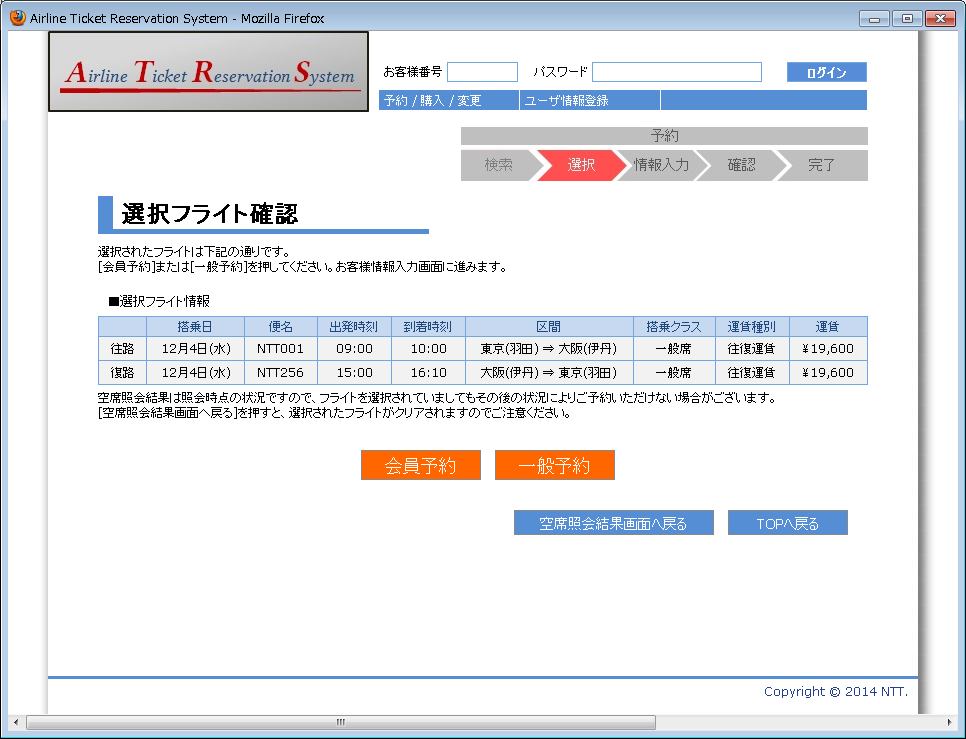 Airline Ticket Reservation System - Mozilla Firefox
Airline Ticket Reservation System
お客様番号 パスワード ログイン
予約 / 購入 / 変更 ユーザ情報登録
予約
検索 選択 情報入力 確認 完了
選択フライト確認
選択されたフライトは下記の通りです。
[会員予約]または[一般予約]を押してください。お客様情報入力画面に進みます。
■選択フライト情報
搭乗日 便名 出発時刻 到着時刻 区間 搭乗クラス 運賃種別 運賃
往路 12月4日(水) NTT001 09:00 10:00 東京(羽田) ⇒ 大阪(伊丹) 一般席 往復運賃 ¥19,600
復路 12月4日(水) NTT256 15:00 16:10 大阪(伊丹) ⇒ 東京(羽田) 一般席 往復運賃 ¥19,600
空席照会結果は照会時点の状況ですので、フライトを選択されていましてもその後の状況によりご予約いただけない場合がございます。
[空席照会結果画面へ戻る]を押すと、選択されたフライトがクリアされますのでご注意ください。
会員予約 一般予約
空席照会結果画面へ戻る TOPへ戻る
Copyright © 2014 NTT.